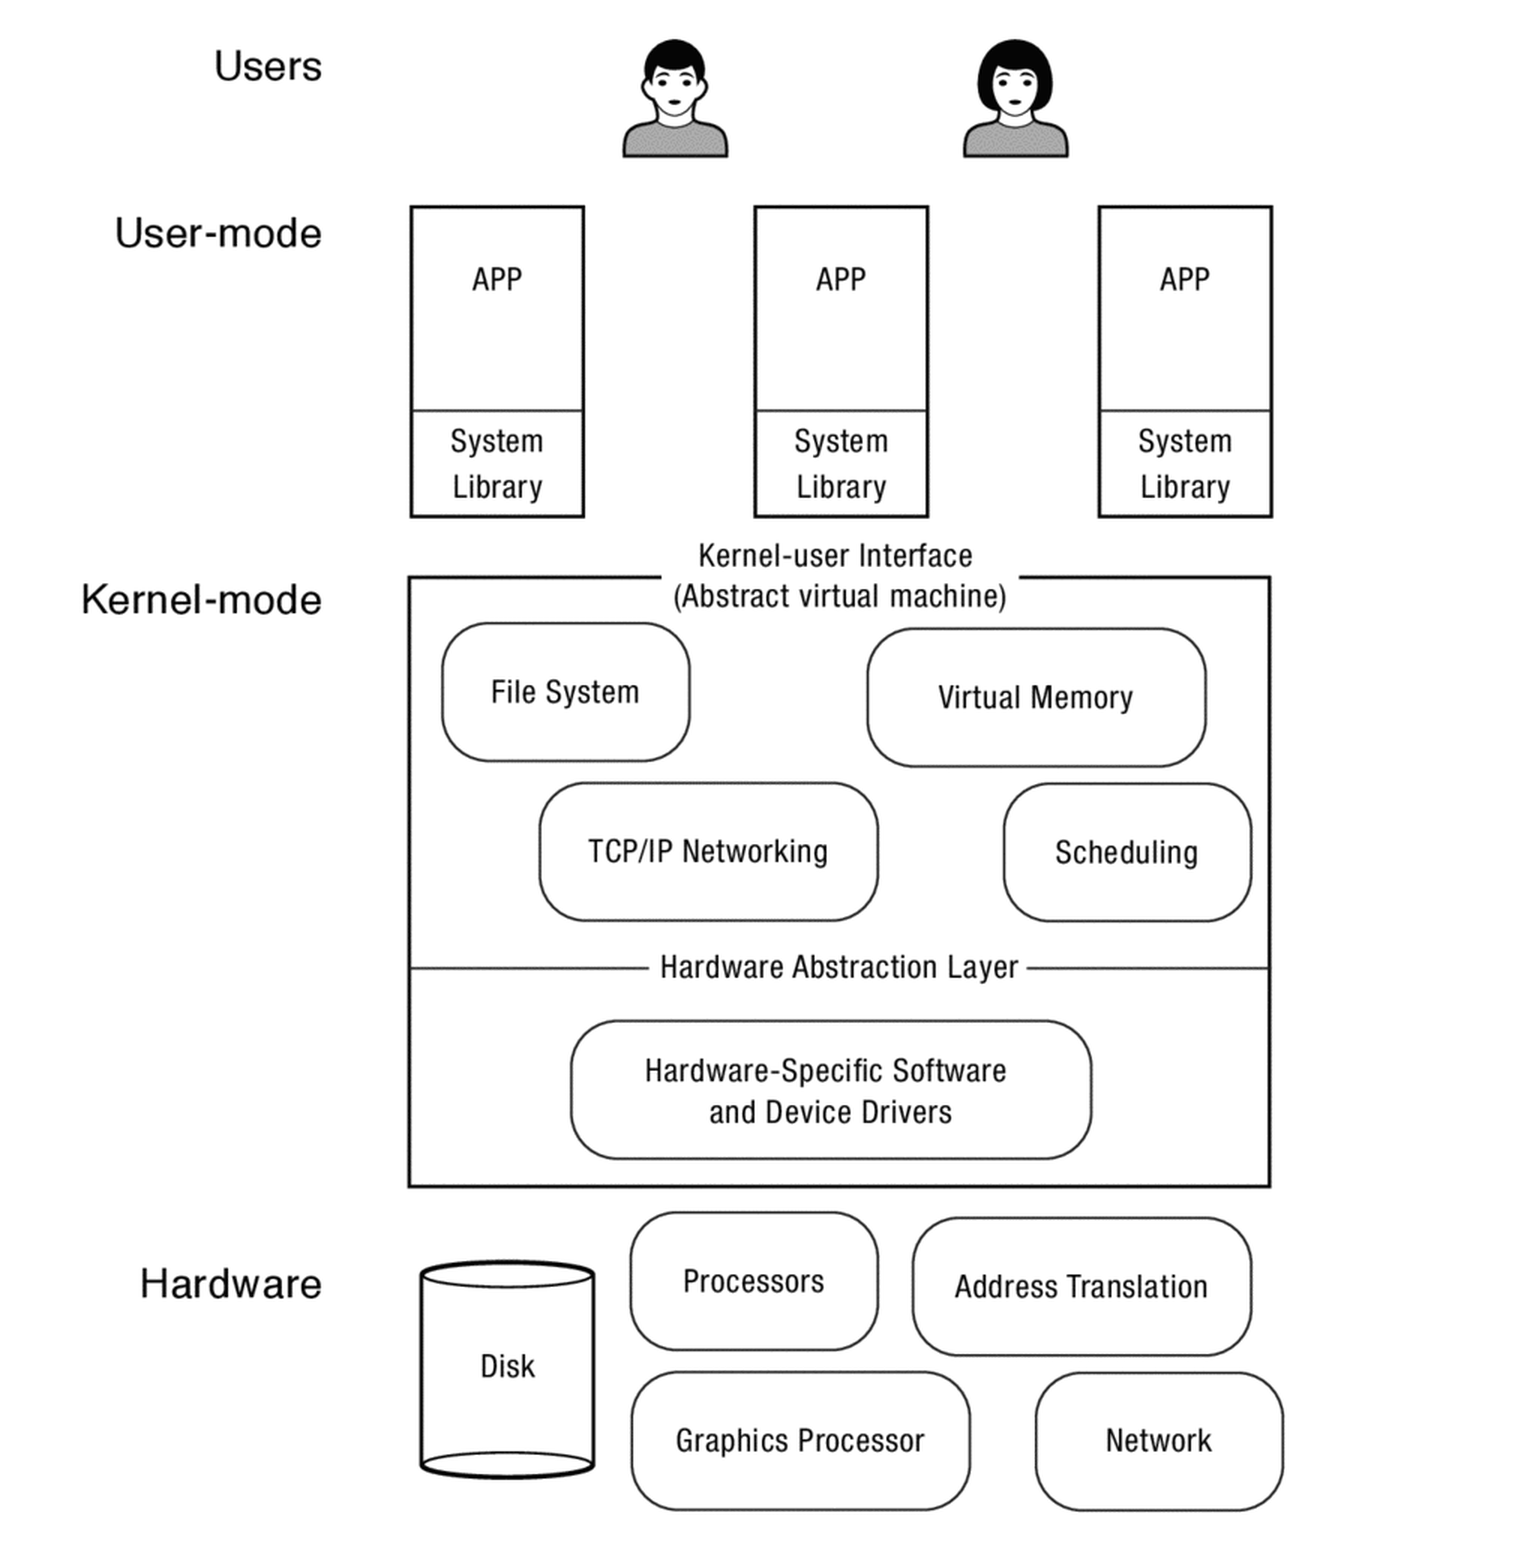 Users
User-mode
APP
APP
APP
System
Library
System
Library
System
Library
Kernel-user Interface
(Abstract virtual machine)
Kernel-mode
File System
Virtual Memory
TCP/IP Networking
Scheduling
Hardware Abstraction Layer
Hardware-Specific Software
and Device Drivers
Hardware
Processors
Address Translation
Disk
Graphics Processor
Network